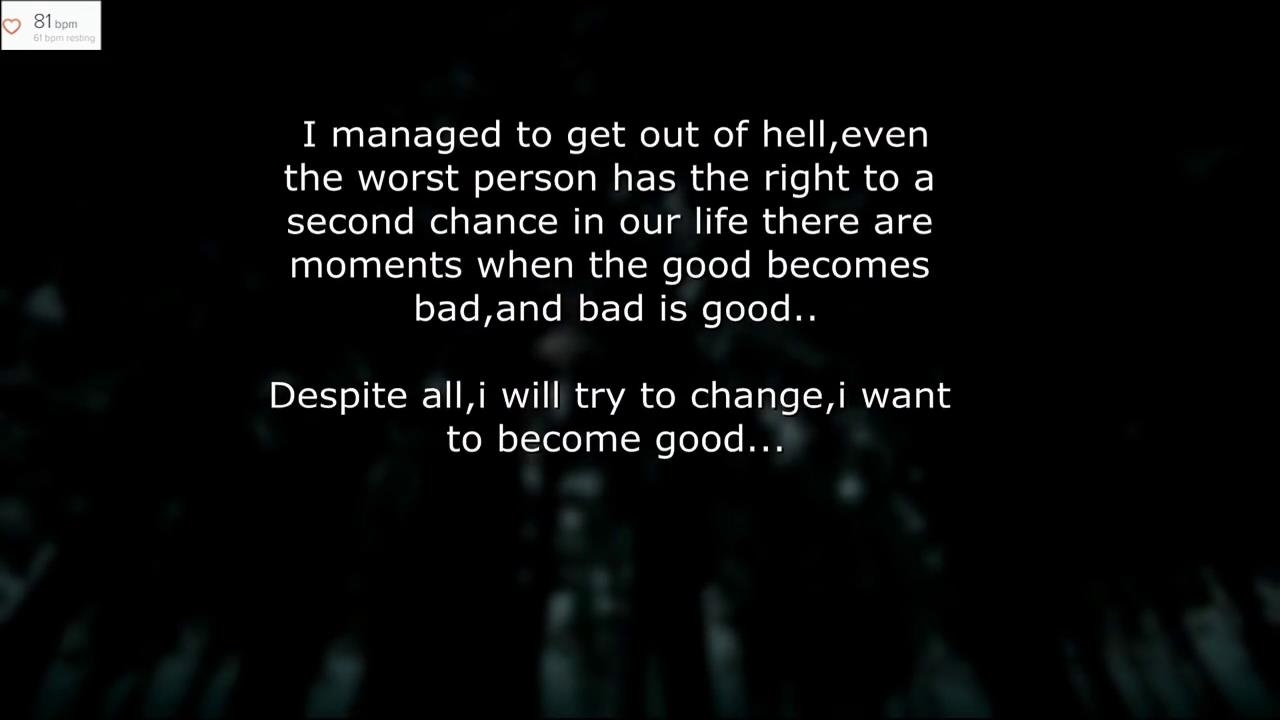 81 bpm
61 bpm resting
I managed to get out of hell,even
the worst person has the right to a
second chance in our life there are
moments when the good becomes
bad,and bad is good..
Despite all,i will try to change,i want
to become good...